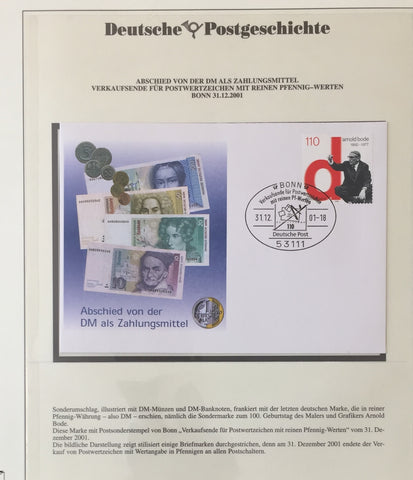 Deutsche Postgeschichte
ABSCHIED VON DER DM ALS ZAHLUNGSMITTEL
VERKAUFSENDE FÜR POSTWERTZEICHEN MIT REINEN PFENNIG–WERTEN
BONN 31.12.2001
110
arnold bode
1900–1977
BONN
Verkaufsende für Postwertzeichen
mit reinen Pf-Werten
31.12.
01-18
110
Deutsche Post
53111
10
Abschied von der
DM als Zahlungsmittel
Sonderumschlag, illustriert mit DM-Münzen und DM-Banknoten, frankiert mit der letzten deutschen Marke, die in reiner
Pfennig-Währung – also DM – erschien, nämlich die Sondermarke zum 100. Geburtstag des Malers und Grafikers Arnold
Bode.
Diese Marke mit Postsonderstempel von Bonn „Verkaufsende für Postwertzeichen mit reinen Pfennig-Werten" vom 31. De-
zember 2001.
Die bildliche Darstellung zeigt stilisiert einige Briefmarken durchgestrichen, denn am 31. Dezember 2001 endete der Ver-
kauf von Postwertzeichen mit Wertangabe in Pfennigen an allen Postschaltern.